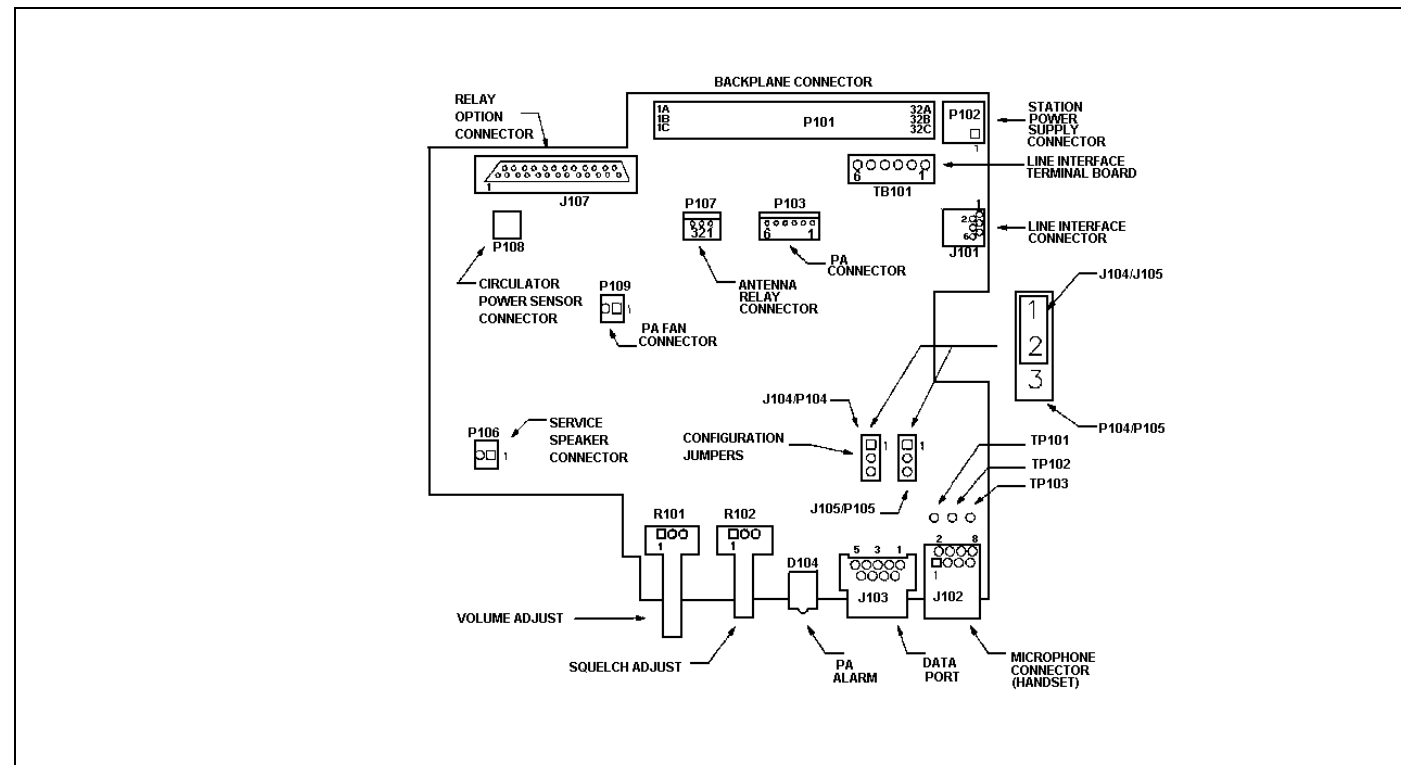 BACKPLANE CONNECTOR
RELAY
OPTION
CONNECTOR
1A
1B
1C
P101
32A
32B
32C
P102
1
STATION
POWER
SUPPLY
CONNECTOR
6 1
TB101
LINE INTERFACE
TERMINAL BOARD
1
J107
P107
321
P103
6 1
1
2
6
J101
LINE INTERFACE
CONNECTOR
P108
CIRCULATOR
POWER SENSOR
CONNECTOR
P109
1
PA FAN
CONNECTOR
ANTENNA
RELAY
CONNECTOR
PA
CONNECTOR
J104/J105
1
2
3
P104/P105
J104/P104
CONFIGURATION
JUMPERS
1
1
J105/P105
P106
1
SERVICE
SPEAKER
CONNECTOR
TP101
TP102
TP103
R101
1
R102
1
D104
5 3 1
J103
2 8
1
J102
VOLUME ADJUST
SQUELCH ADJUST
PA
ALARM
DATA
PORT
MICROPHONE
CONNECTOR
(HANDSET)